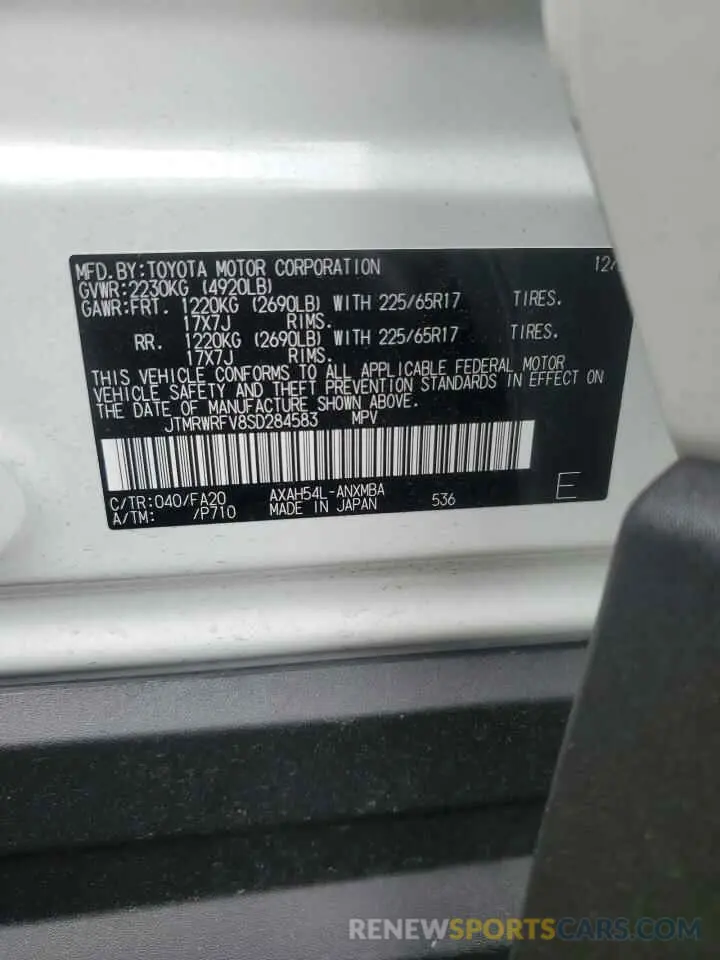 MFD.BY:TOYOTA MOTOR CORPORATION 12/
GVWR:2230KG (4920LB)
GAWR:FRT. 1220KG (2690LB) WITH 225/65R17 TIRES.
17X7J RIMS.
RR. 1220KG (2690LB) WITH 225/65R17 TIRES.
17X7J RIMS.
THIS VEHICLE CONFORMS TO ALL APPLICABLE FEDERAL MOTOR
VEHICLE SAFETY AND THEFT PREVENTION STANDARDS IN EFFECT ON
THE DATE OF MANUFACTURE SHOWN ABOVE.
JTMRWRFV8SD284583 MPV
C/TR:040/FA20 AXAH54L-ANXMBA 536 E
A/TM: /P710 MADE IN JAPAN
RENEWSPORTSCARS.COM